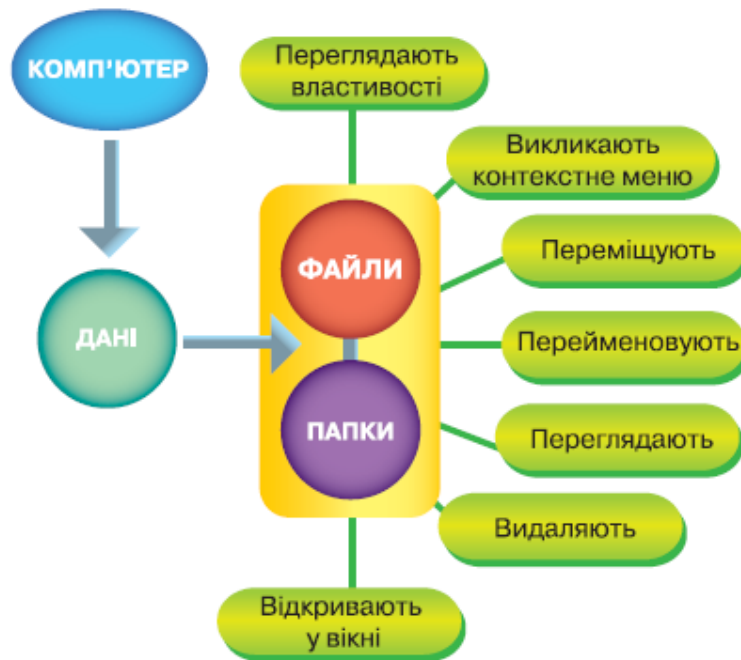 КОМП’ЮТЕР
Переглядають
властивості
Викликають
контекстне меню
ФАЙЛИ
Переміщують
ДАНІ
Перейменовують
ПАПКИ
Переглядають
Видаляють
Відкривають
у вікні